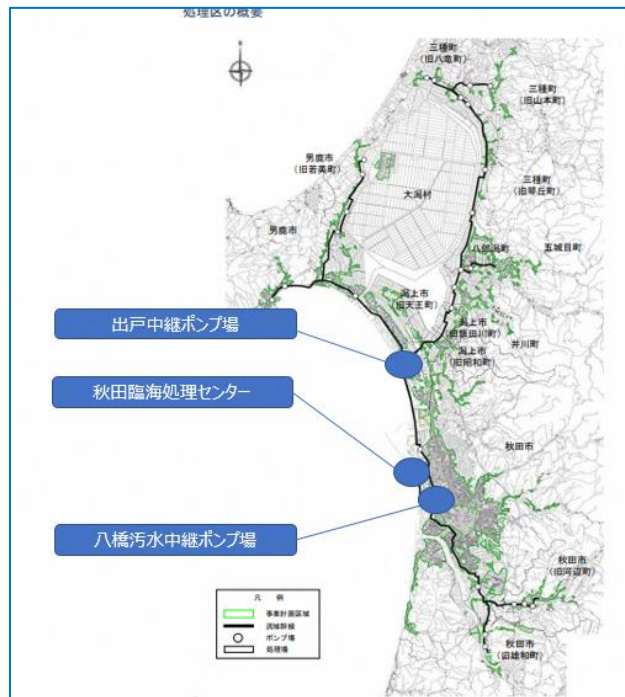 処理区の概要
三種町
(旧八竜町)
三種町
(旧山本町)
男鹿市
(旧若美町)
三種町
(旧琴丘町)
大潟村
男鹿市
八郎潟町
五城目町
潟上市
(旧天王町)
出戸中継ポンプ場
潟上市
(旧飯田川町)
井川町
潟上市
(旧昭和町)
秋田臨海処理センター
秋田市
八橋汚水中継ポンプ場
秋田市
(旧河辺町)
凡 例
事業計画区域
流域幹線
ポンプ場
処理場
秋田市
(旧雄和町)